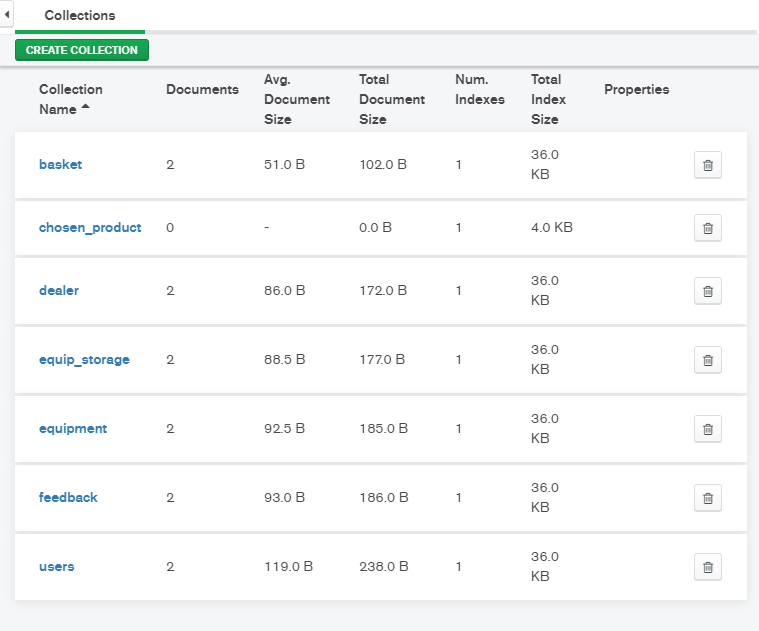 Collections
CREATE COLLECTION
Collection Name Documents Avg. Document Size Total Document Size Num. Indexes Total Index Size Properties
basket 2 51.0 B 102.0 B 1 36.0 KB
chosen_product 0 - 0.0 B 1 4.0 KB
dealer 2 86.0 B 172.0 B 1 36.0 KB
equip_storage 2 88.5 B 177.0 B 1 36.0 KB
equipment 2 92.5 B 185.0 B 1 36.0 KB
feedback 2 93.0 B 186.0 B 1 36.0 KB
users 2 119.0 B 238.0 B 1 36.0 KB